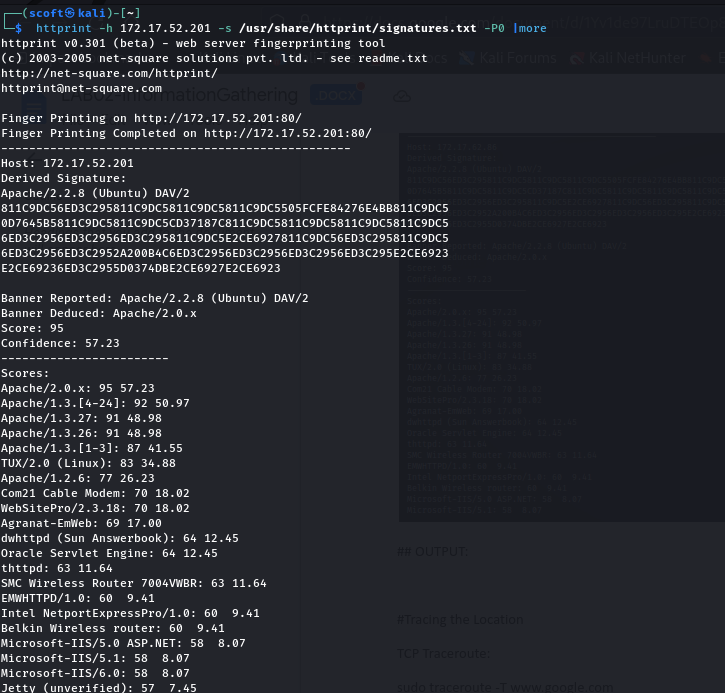 ┌──(scoft㉿kali)-[~]
└─$ httprint -h 172.17.52.201 -s /usr/share/httprint/signatures.txt -P0 |more
httprint v0.301 (beta) - web server fingerprinting tool
(c) 2003-2005 net-square solutions pvt. ltd. - see readme.txt
http://net-square.com/httprint/
httprint@net-square.com
Kali Forums
Kali NetHunter
InformationGathering
DOCX
Finger Printing on http://172.17.52.201:80/
Finger Printing Completed on http://172.17.52.201:80/
--------------------------------------------------
Host: 172.17.52.201
Derived Signature:
Apache/2.2.8 (Ubuntu) DAV/2
811C9DC56ED3C295811C9DC5811C9DC5811C9DC5505FCFE84276E4BB811C9DC5
0D7645B5811C9DC5811C9DC5CD37187C811C9DC5811C9DC5811C9DC5811C9DC5
6ED3C2956ED3C2956ED3C295811C9DC5E2CE6927811C9DC56ED3C295811C9DC5
6ED3C2956ED3C2952A200B4C6ED3C2956ED3C2956ED3C2956ED3C295E2CE6923
E2CE69236ED3C2955D0374DBE2CE6927E2CE6923
Banner Reported: Apache/2.2.8 (Ubuntu) DAV/2
Banner Deduced: Apache/2.0.x
Score: 95
Confidence: 57.23
------------------------
Scores:
Apache/2.0.x: 95 57.23
Apache/1.3.[4-24]: 92 50.97
Apache/1.3.27: 91 48.98
Apache/1.3.26: 91 48.98
Apache/1.3.[1-3]: 87 41.55
TUX/2.0 (Linux): 83 34.88
Apache/1.2.6: 77 26.23
Com21 Cable Modem: 70 18.02
WebSitePro/2.3.18: 70 18.02
Agranat-EmWeb: 69 17.00
dwhttpd (Sun Answerbook): 64 12.45
Oracle Servlet Engine: 64 12.45
thttpd: 63 11.64
SMC Wireless Router 7004VWBR: 63 11.64
EMWHTTPD/1.0: 60  9.41
Intel NetportExpressPro/1.0: 60  9.41
Belkin Wireless router: 60  9.41
Microsoft-IIS/5.0 ASP.NET: 58  8.07
Microsoft-IIS/5.1: 58  8.07
Microsoft-IIS/6.0: 58  8.07
Jetty (unverified): 57  7.45
## OUTPUT:
#Tracing the Location
TCP Traceroute:
sudo traceroute -T www.google.com